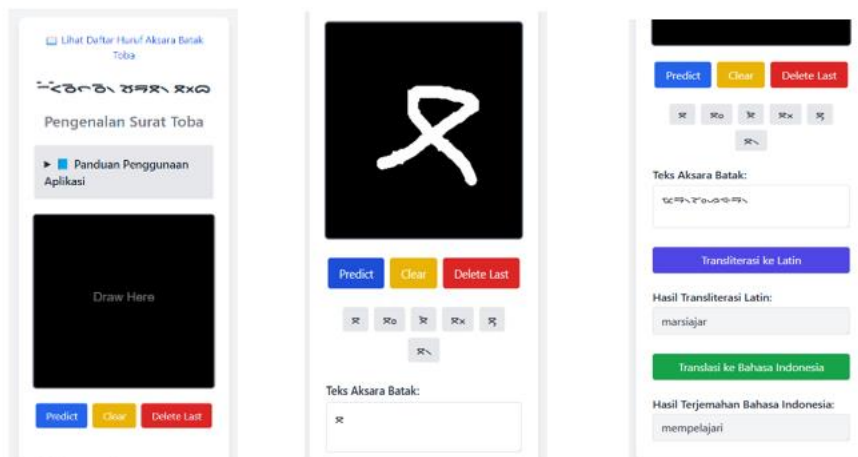 📖 Lihat Daftar Huruf Aksara Batak
Toba
Pengenalan Surat Toba
▶ 📘 Panduan Penggunaan
Aplikasi
Draw Here
Predict Clear Delete Last
ᯖ
Predict Clear Delete Last
ᯖ ᯖᯪ ᯖᯩ ᯖᯬ ᯖᯮ
ᯖ᯲
Teks Aksara Batak:
ᯖ
Predict Clear Delete Last
ᯖ ᯖᯪ ᯖᯩ ᯖᯬ ᯖᯮ
ᯖ᯲
Teks Aksara Batak:
ᯔᯒ᯲ᯘᯪᯀᯐᯒ᯲
Transliterasi ke Latin
Hasil Transliterasi Latin:
marsiajar
Translasi ke Bahasa Indonesia
Hasil Terjemahan Bahasa Indonesia:
mempelajari